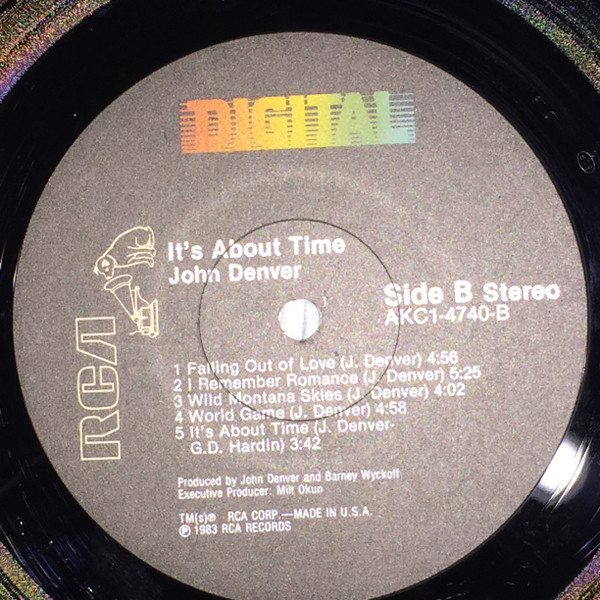 DIGITAL
It's About Time
John Denver
Side B Stereo
AKC1-4740-B
RCA
1 Falling Out of Love (J. Denver) 4:56
2 I Remember Romance (J. Denver) 5:25
3 Wild Montana Skies (J. Denver) 4:02
4 World Game (J. Denver) 4:58
5 It's About Time (J. Denver-
G.D. Hardin) 3:42
Produced by John Denver and Barney Wyckoff
Executive Producer: Milt Okun
TM(s)® RCA CORP.—MADE IN U.S.A.
℗ 1983 RCA RECORDS